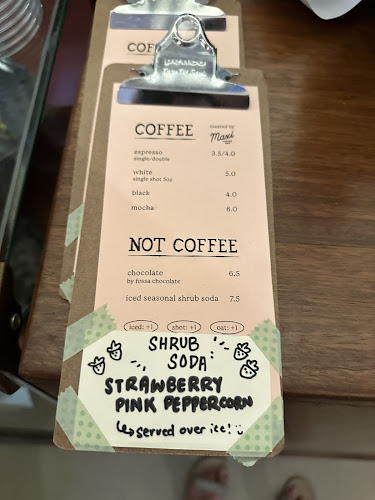 COFF
COFFEE
roasted by
Maxi
espresso 3.5/4.0
single/double
white 5.0
single shot 5oz
black 4.0
mocha 6.0
NOT COFFEE
chocolate 6.5
by fossa chocolate
iced seasonal shrub soda 7.5
iced: +1 shot: +1 oat: +1
SHRUB
SODA:
STRAWBERRY
PINK PEPPERCORN
↳ served over ice!